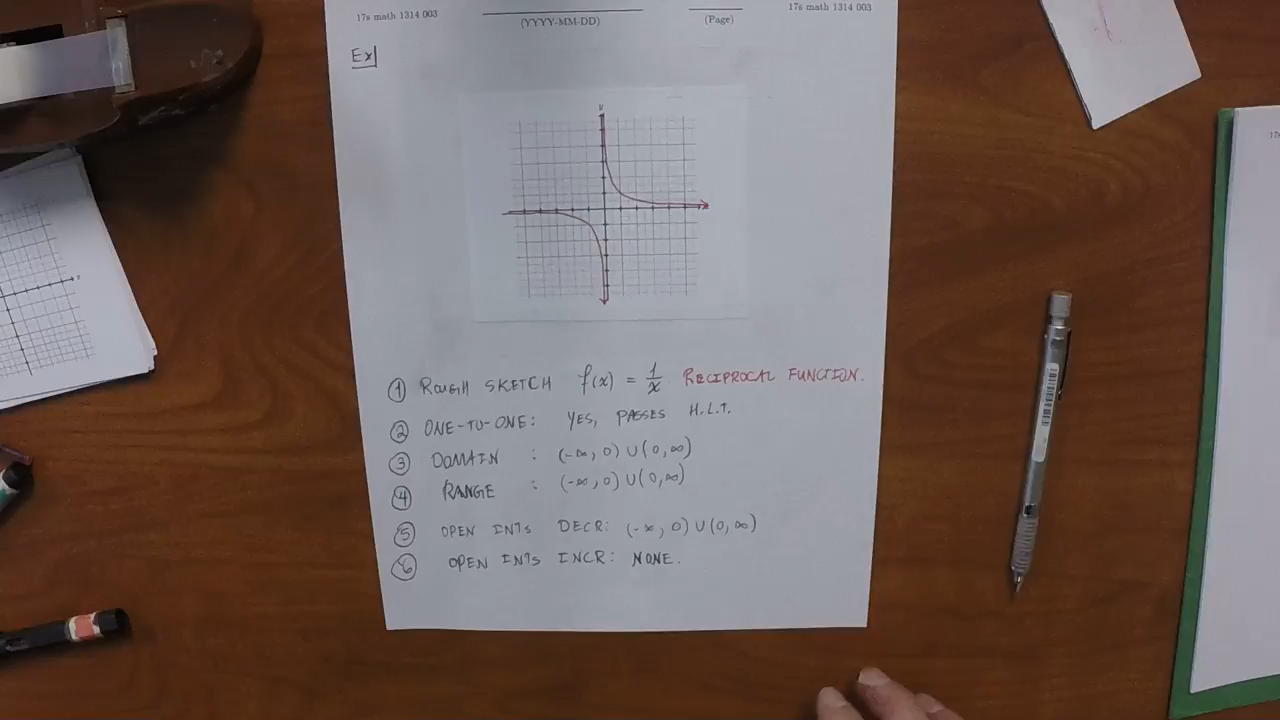 17s math 1314 003
(YYYY-MM-DD)
(Page)
17s math 1314 003
Ex
y
① ROUGH SKETCH f(x) = 1/x RECIPROCAL FUNCTION.
② ONE-TO-ONE: YES, PASSES H.L.T.
③ DOMAIN : (-∞, 0) ∪ (0, ∞)
④ RANGE : (-∞, 0) ∪ (0, ∞)
⑤ OPEN INTS DECR: (-∞, 0) ∪ (0, ∞)
⑥ OPEN INTS INCR: NONE.